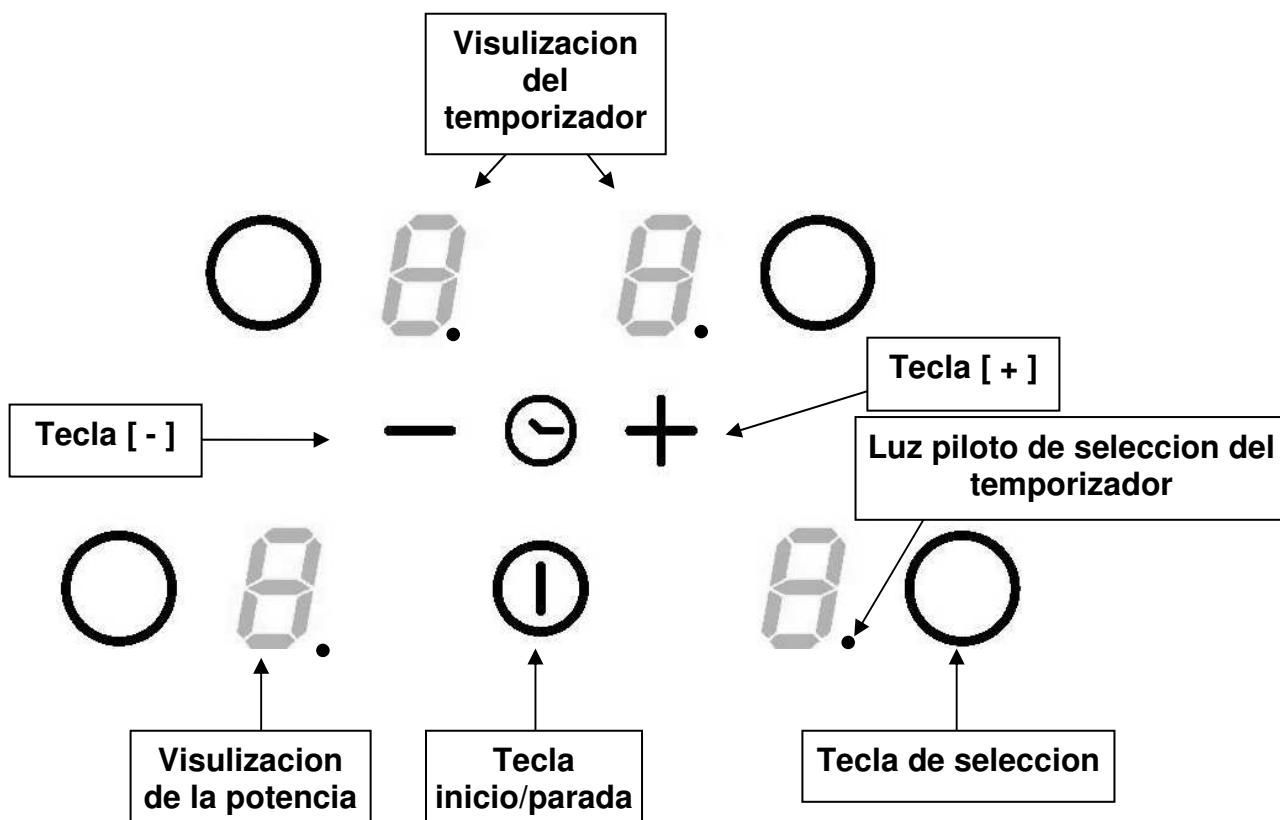 Visulizacion
del
temporizador
Tecla [ + ]
Tecla [ - ]
Luz piloto de seleccion del
temporizador
Visulizacion
de la potencia
Tecla
inicio/parada
Tecla de seleccion